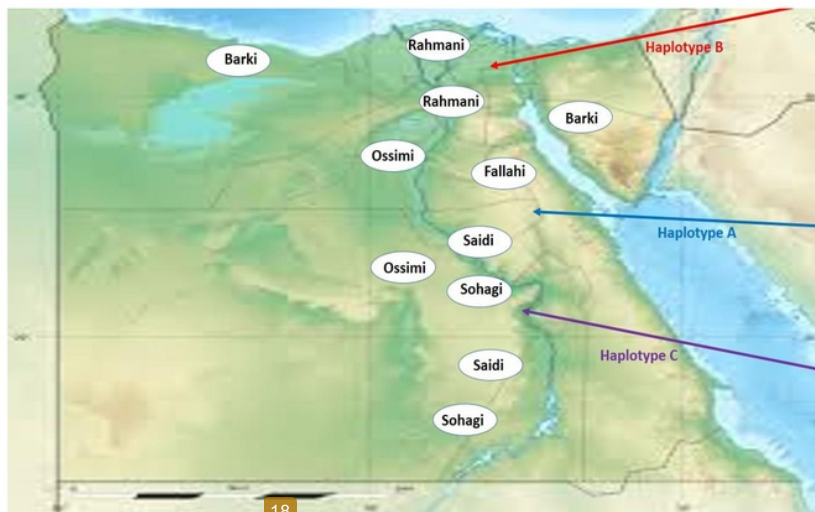 Rahmani
Haplotype B
Barki
Rahmani
Barki
Ossimi
Fallahi
Haplotype A
Saidi
Ossimi
Sohagi
Haplotype C
Saidi
Sohagi
18